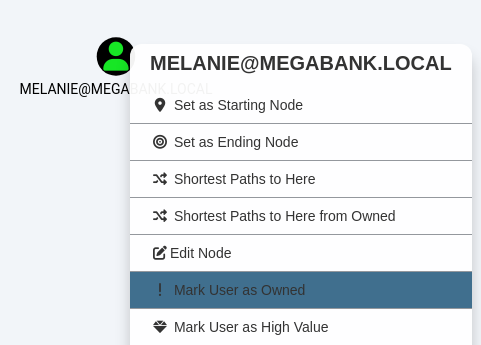 MELANIE@MEGABANK.LOCAL
MELANIE@MEGABANK.LOCAL
Set as Starting Node
Set as Ending Node
Shortest Paths to Here
Shortest Paths to Here from Owned
Edit Node
Mark User as Owned
Mark User as High Value